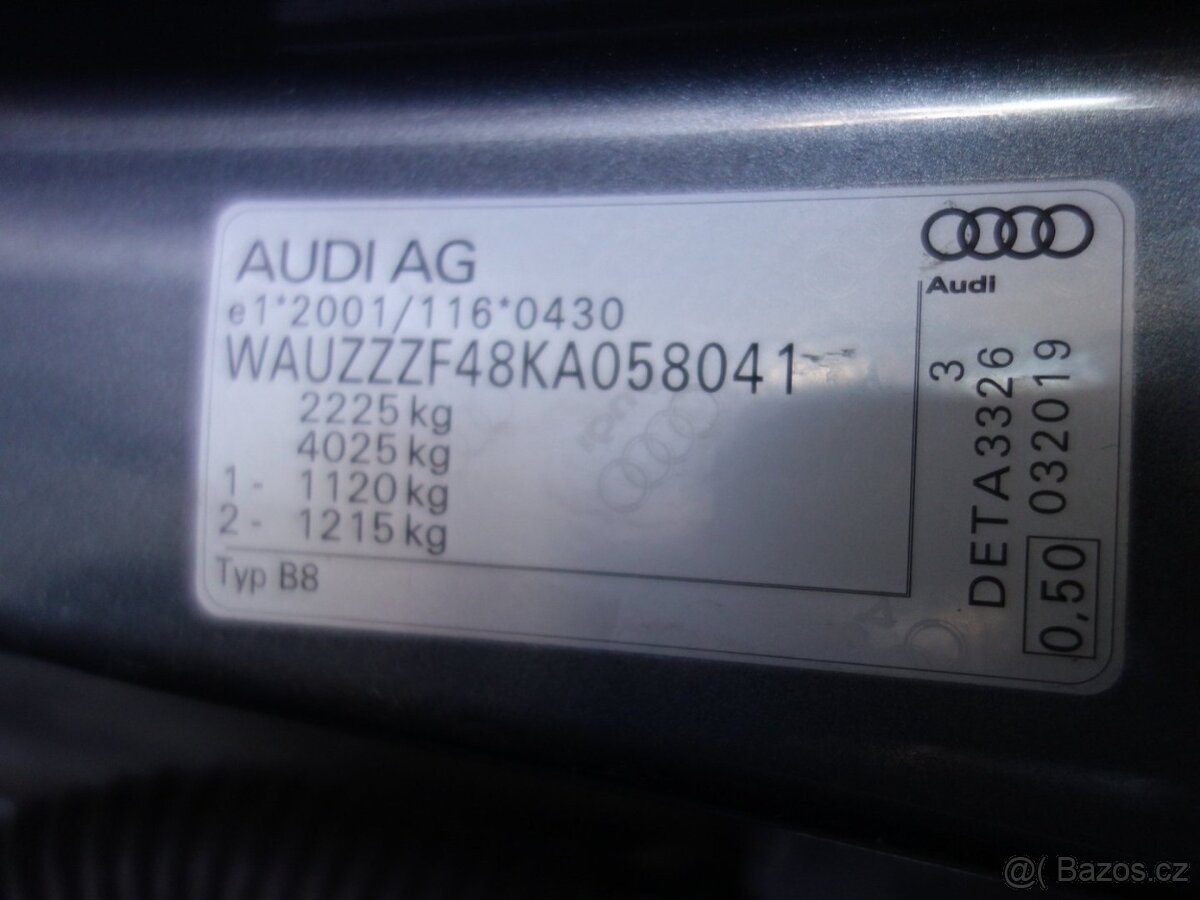 AUDI AG
e1*2001/116*0430
WAUZZZF48KA058041
2225 kg
4025 kg
1- 1120 kg
2- 1215 kg
Typ B8
Audi
3
DETA3326
032019
0,50
@( Bazos.cz